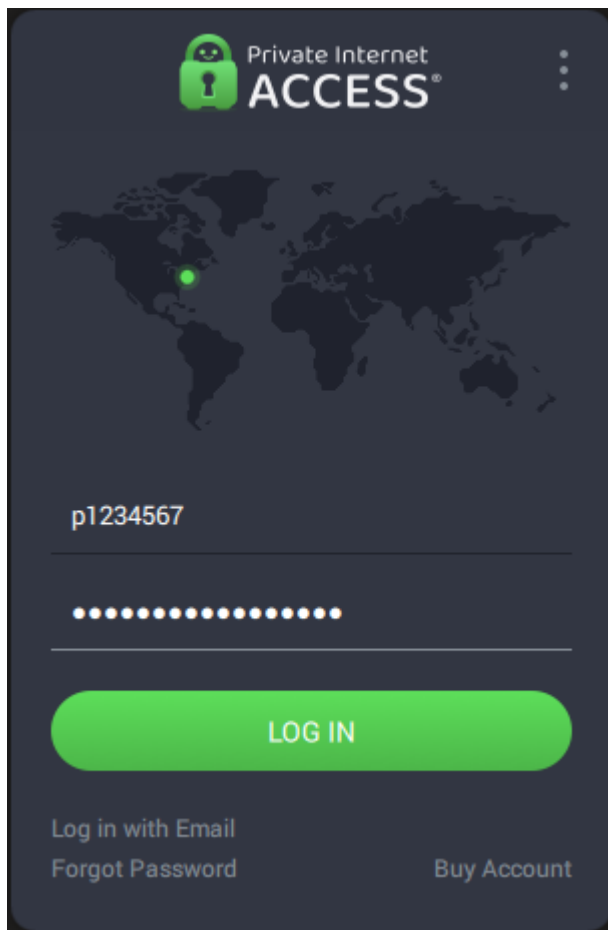 Private Internet
ACCESS®
p1234567
•••••••••••••••••
LOG IN
Log in with Email
Forgot Password
Buy Account